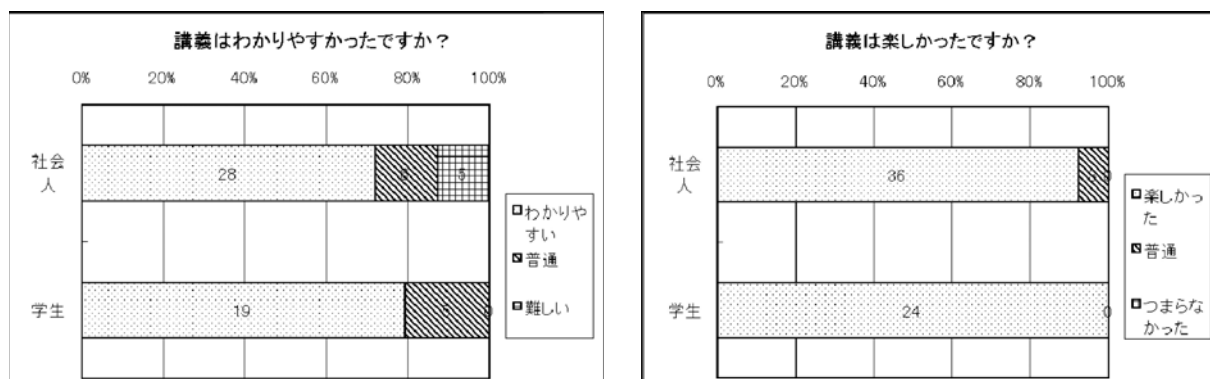 講義はわかりやすかったですか？
0% 20% 40% 60% 80% 100%
社会
人
28 6 5
学生
19 5 0
わかりや
すい
普通
難しい
講義は楽しかったですか？
0% 20% 40% 60% 80% 100%
社会
人
36 0
学生
24 0
楽しかっ
た
普通
つまらな
かった